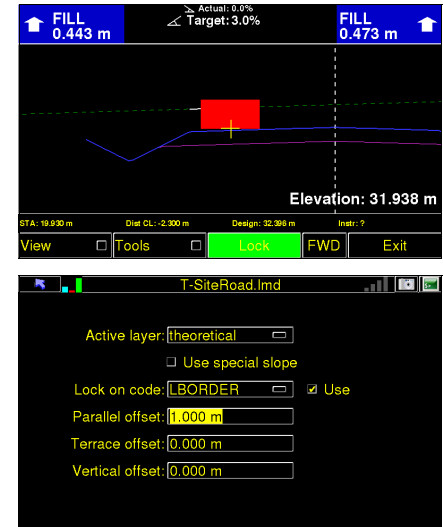 Actual: 0.0%
FILL
0.443 m
Target: 3.0%
FILL
0.473 m
Elevation: 31.938 m
STA: 19.930 m Dist CL: -2.300 m Design: 32.396 m Instr: ?
View Tools Lock FWD Exit
T-SiteRoad.lmd
Active layer: theoretical
Use special slope
Lock on code: LBORDER Use
Parallel offset: 1.000 m
Terrace offset: 0.000 m
Vertical offset: 0.000 m